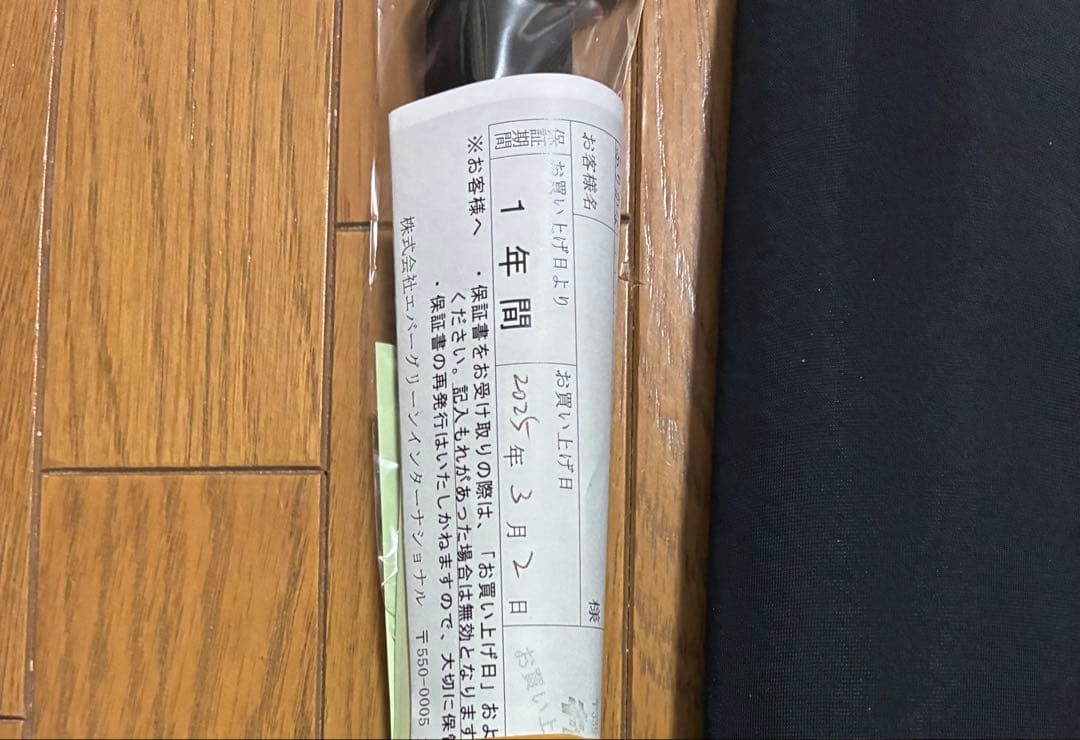 お客様名
様
保証期間
お買い上げ日より
1年間
お買い上げ日
2025年3月2日
お買い上
※お客様へ ・保証書をお受け取りの際は、「お買い上げ日」およ
ください。記入もれがあった場合は無効となります
・保証書の再発行はいたしかねますので、大切に保管
株式会社エバーグリーンインターナショナル 〒550-0005